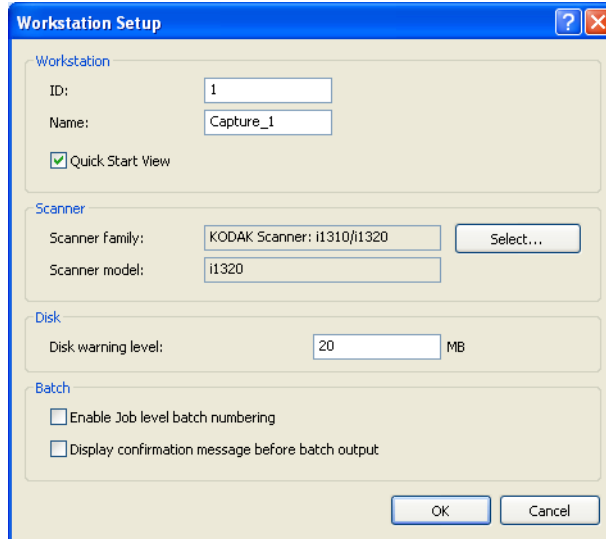 Workstation Setup
Workstation
ID: 1
Name: Capture_1
Quick Start View
Scanner
Scanner family: KODAK Scanner: i1310/i1320 Select...
Scanner model: i1320
Disk
Disk warning level: 20 MB
Batch
Enable Job level batch numbering
Display confirmation message before batch output
OK Cancel